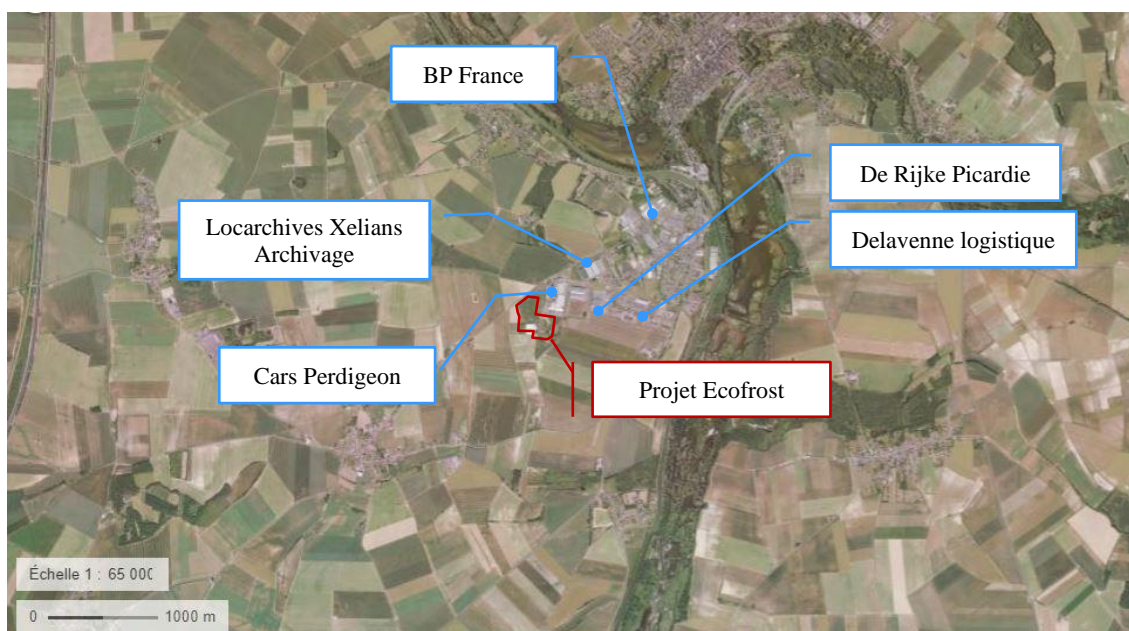 BP France
De Rijke Picardie
Locarchives Xelians
Archivage
Delavenne logistique
Cars Perdigeon
Projet Ecofrost
Échelle 1 : 65 000
0 1000 m